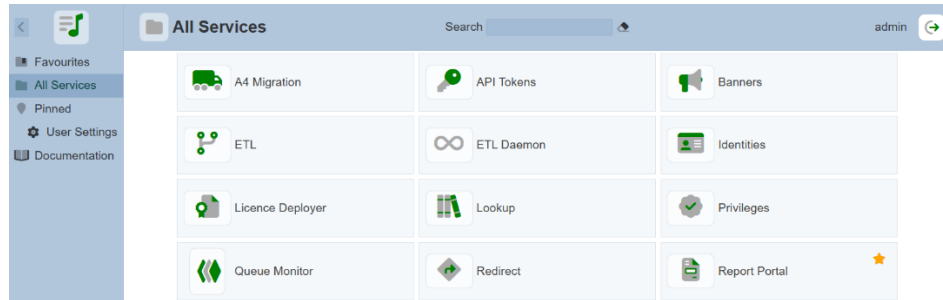 All Services
Search
admin
Favourites
All Services
Pinned
User Settings
Documentation
A4 Migration
API Tokens
Banners
ETL
ETL Daemon
Identities
Licence Deployer
Lookup
Privileges
Queue Monitor
Redirect
Report Portal